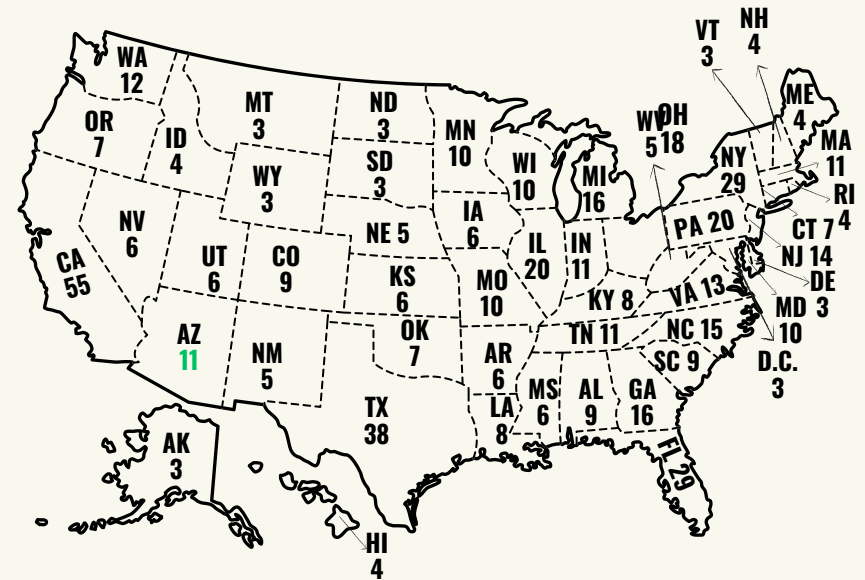 NH
4
VT
3
WA
12
MT
3
ND
3
MN
10
ME
4
OR
7
ID
4
WV
5
OH
18
MA
11
SD
3
WI
10
MI
16
NY
29
WY
3
RI
4
NV
6
IA
6
NE 5
PA 20
CT 7
CA
55
UT
6
CO
9
IL
20
IN
11
NJ 14
KS
6
MO
10
KY 8
VA 13
DE
3
MD
10
AZ
11
NM
5
OK
7
TN 11
NC 15
AR
6
SC 9
D.C.
3
TX
38
LA
8
MS
6
AL
9
GA
16
AK
3
FL 29
HI
4